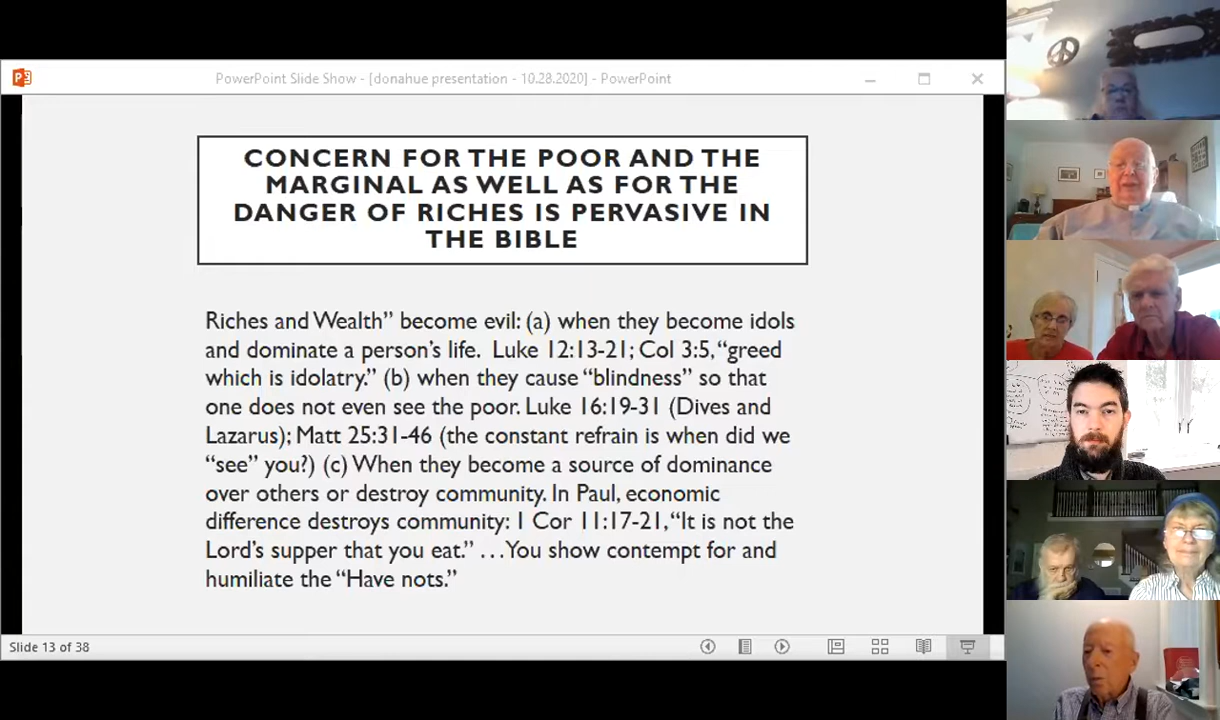 PowerPoint Slide Show - [donahue presentation - 10.28.2020] - PowerPoint
CONCERN FOR THE POOR AND THE
MARGINAL AS WELL AS FOR THE
DANGER OF RICHES IS PERVASIVE IN
THE BIBLE
Riches and Wealth” become evil: (a) when they become idols
and dominate a person’s life.  Luke 12:13-21; Col 3:5, “greed
which is idolatry.” (b) when they cause “blindness” so that
one does not even see the poor. Luke 16:19-31 (Dives and
Lazarus); Matt 25:31-46 (the constant refrain is when did we
“see” you?) (c) When they become a source of dominance
over others or destroy community. In Paul, economic
difference destroys community: 1 Cor 11:17-21, “It is not the
Lord’s supper that you eat.” …You show contempt for and
humiliate the “Have nots.”
Slide 13 of 38